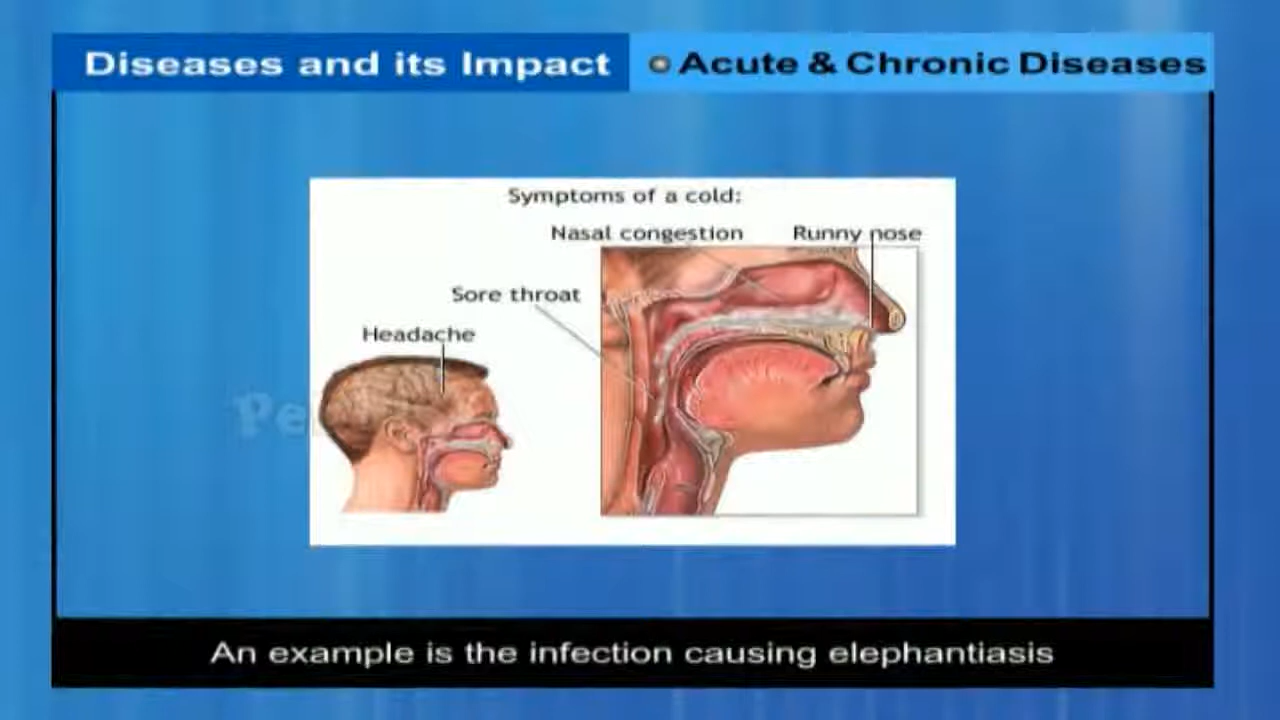 Diseases and its Impact
Acute & Chronic Diseases
Symptoms of a cold:
Nasal congestion
Runny nose
Sore throat
Headache
An example is the infection causing elephantiasis